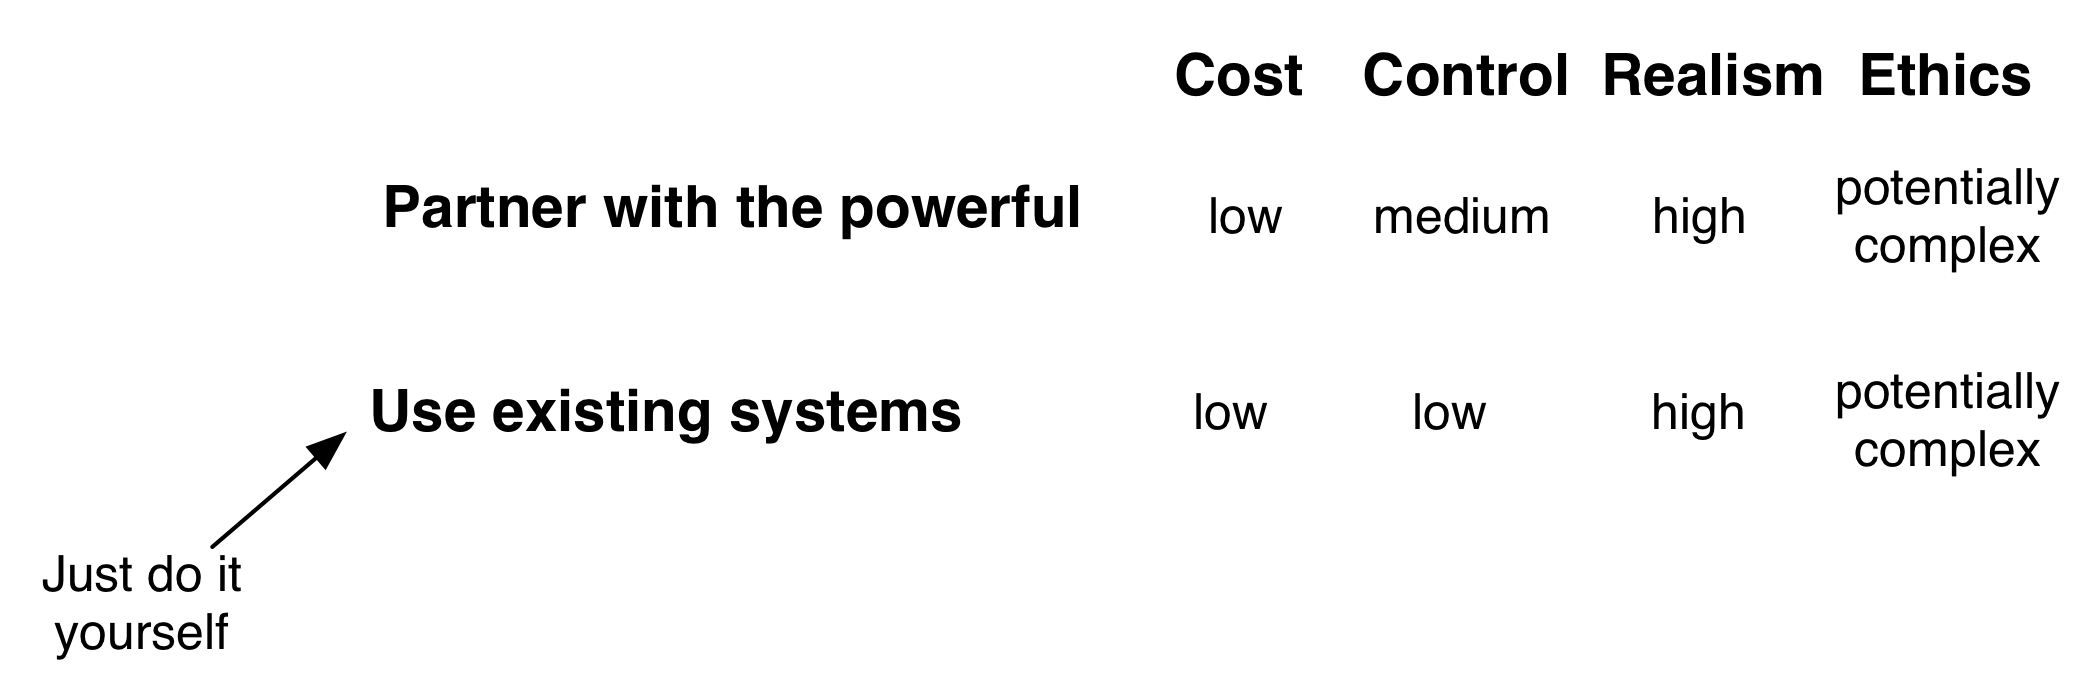 Cost Control Realism Ethics
Partner with the powerful low medium high potentially complex
Use existing systems low low high potentially complex
Just do it
yourself